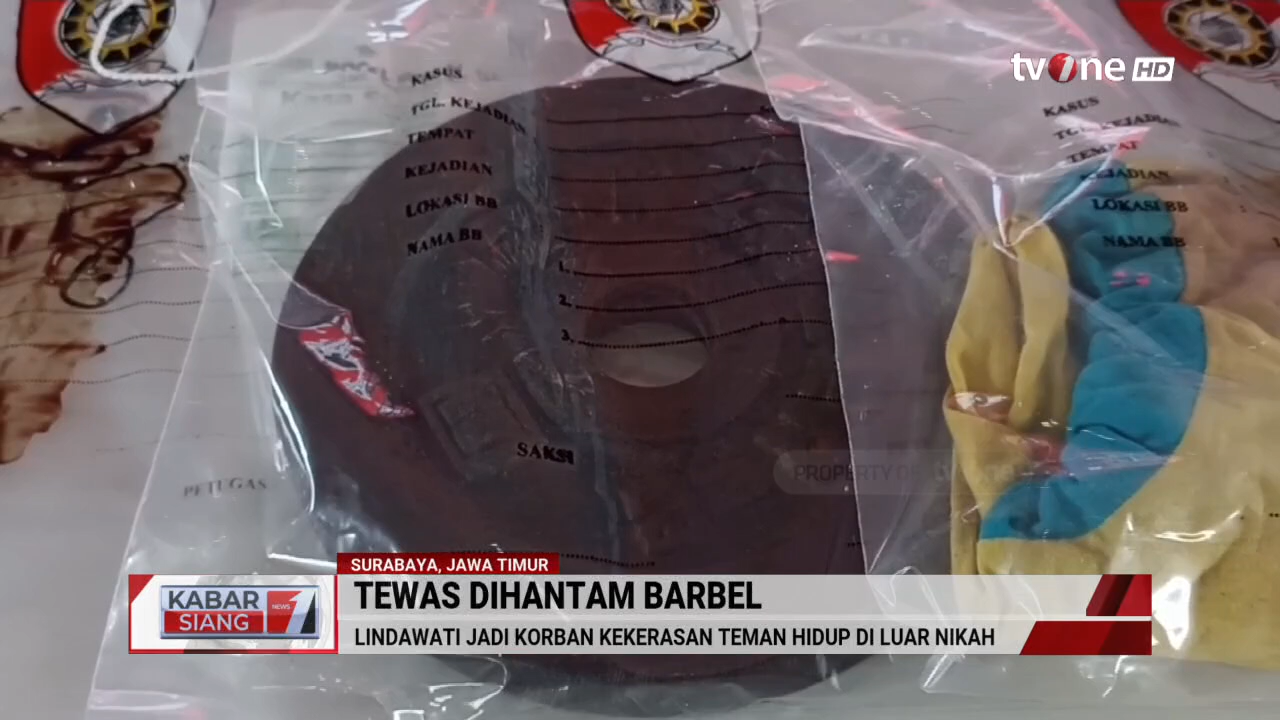 tvOne HD
KASUS
TGL. KEJADIAN
TEMPAT
KEJADIAN
LOKASI BB
NAMA BB
1.
2.
3.
SAKSI
PETUGAS
KASUS
TGL. KEJADIAN
TEMPAT
KEJADIAN
LOKASI BB
NAMA BB
PROPERTY OF
SURABAYA, JAWA TIMUR
KABAR
SIANG
NEWS
TEWAS DIHANTAM BARBEL
LINDAWATI JADI KORBAN KEKERASAN TEMAN HIDUP DI LUAR NIKAH